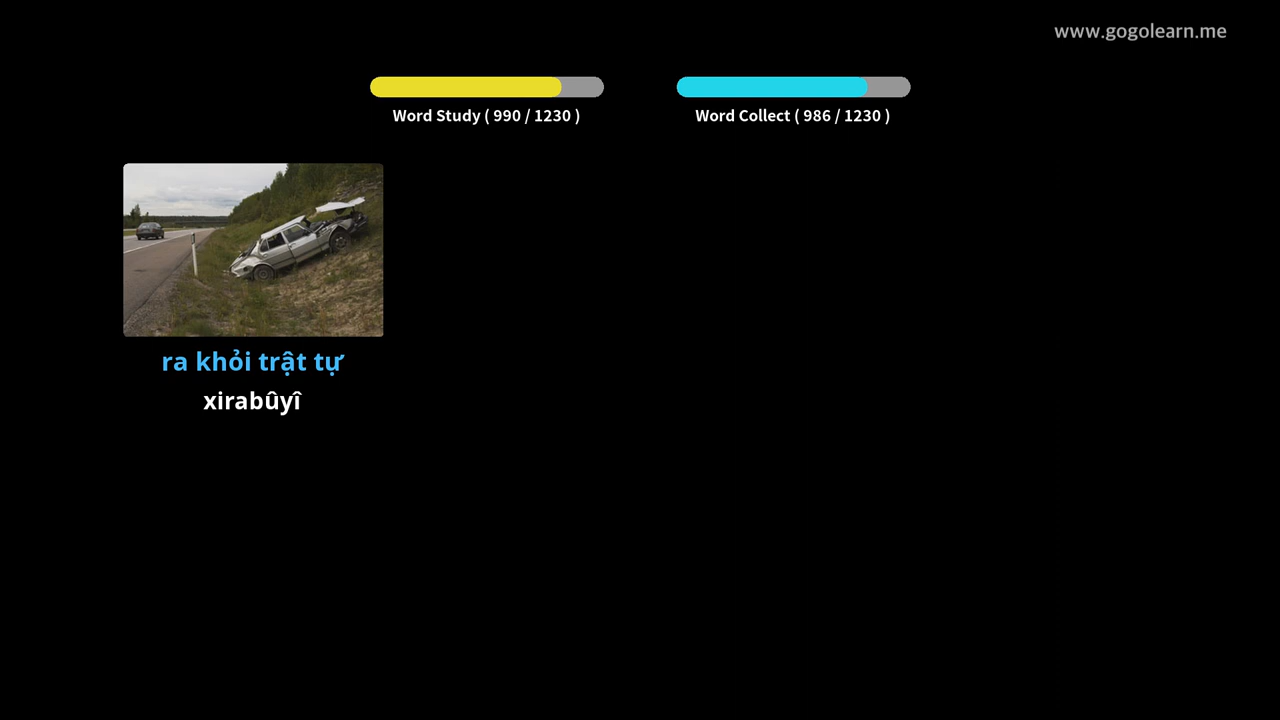 www.gogolearn.me
Word Study ( 990 / 1230 )
Word Collect ( 986 / 1230 )
ra khỏi trật tự
xirabûyî